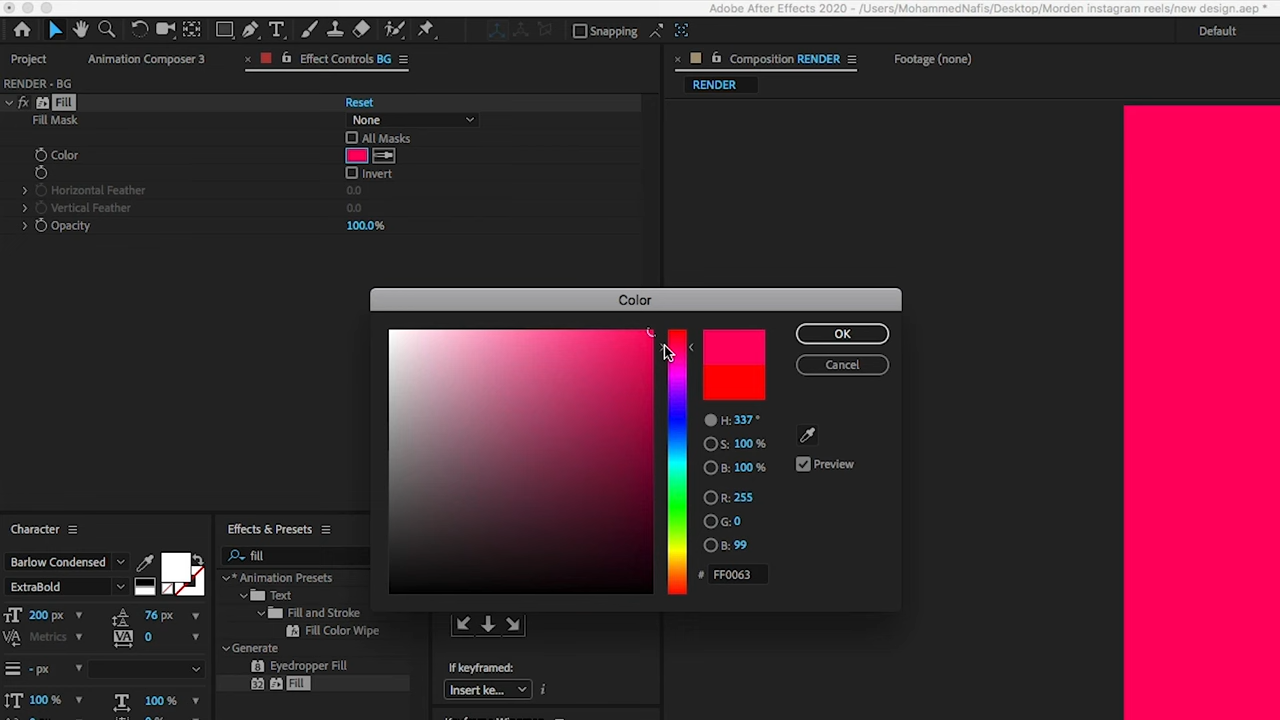 Adobe After Effects 2020 - /Users/MohammedNafis/Desktop/Morden instagram reels/new design.aep *
Snapping
Default
Project
Animation Composer 3
× Effect Controls BG
× Composition RENDER
Footage (none)
RENDER - BG
RENDER
fx Fill
Reset
Fill Mask
None
All Masks
Color
Invert
Horizontal Feather
0.0
Vertical Feather
0.0
Opacity
100.0%
Color
OK
Cancel
H: 337 °
S: 100 %
B: 100 %
Preview
R: 255
G: 0
B: 99
# FF0063
Character
Effects & Presets
Barlow Condensed
fill
ExtraBold
* Animation Presets
Text
200 px
76 px
Fill and Stroke
Metrics
0
Fill Color Wipe
Generate
- px
Eyedropper Fill
If keyframed:
32 Fill
Insert ke...
100 %
100 %